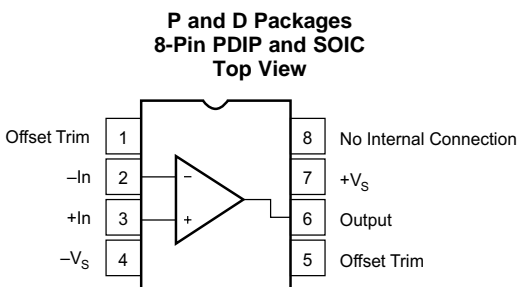 P and D Packages
8-Pin PDIP and SOIC
Top View
Offset Trim 1 8 No Internal Connection
–In 2 – 7 +VS
+In 3 + 6 Output
–VS 4 5 Offset Trim